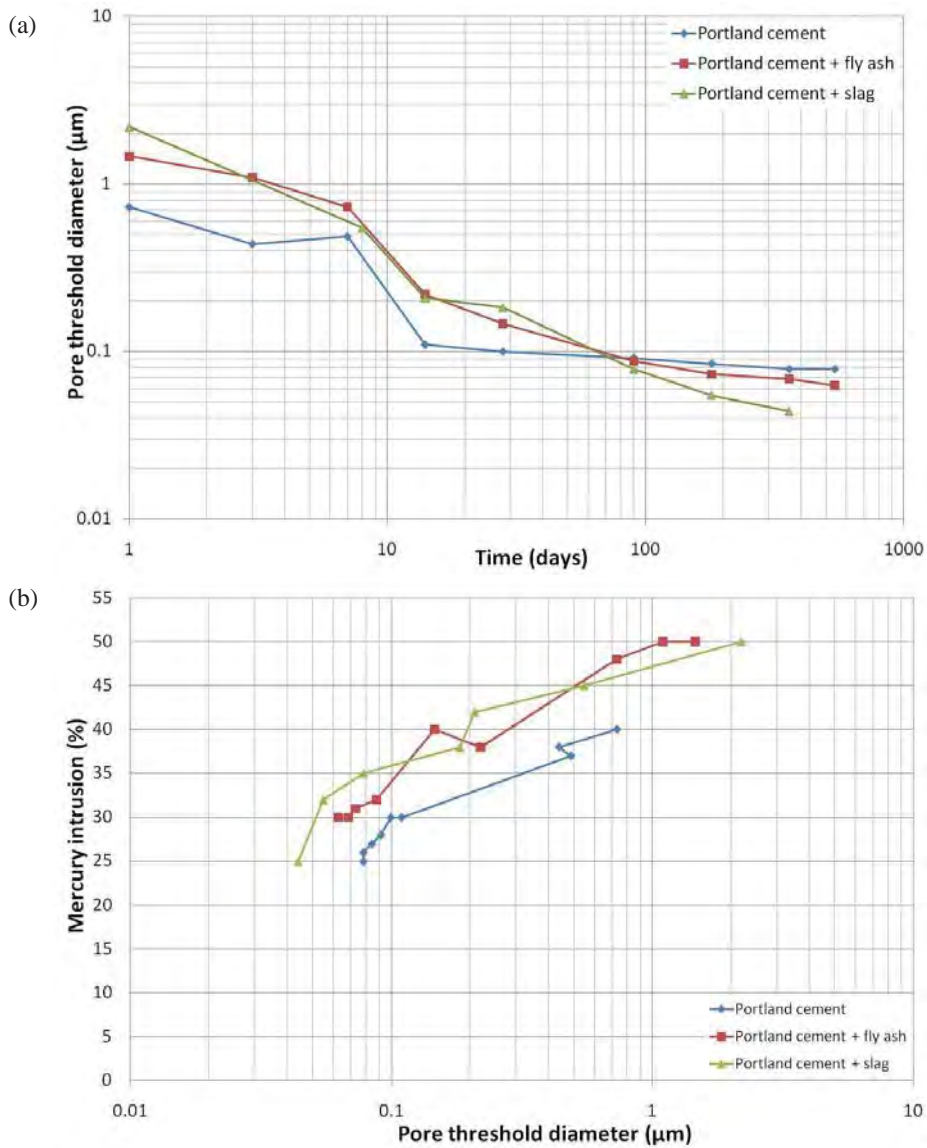 (a)
10
1
0.1
0.01
Pore threshold diameter (µm)
1
10
100
1000
Time (days)
Portland cement
Portland cement + fly ash
Portland cement + slag
(b)
55
50
45
40
35
30
25
20
15
10
5
0
Mercury intrusion (%)
0.01
0.1
1
10
Pore threshold diameter (µm)
Portland cement
Portland cement + fly ash
Portland cement + slag